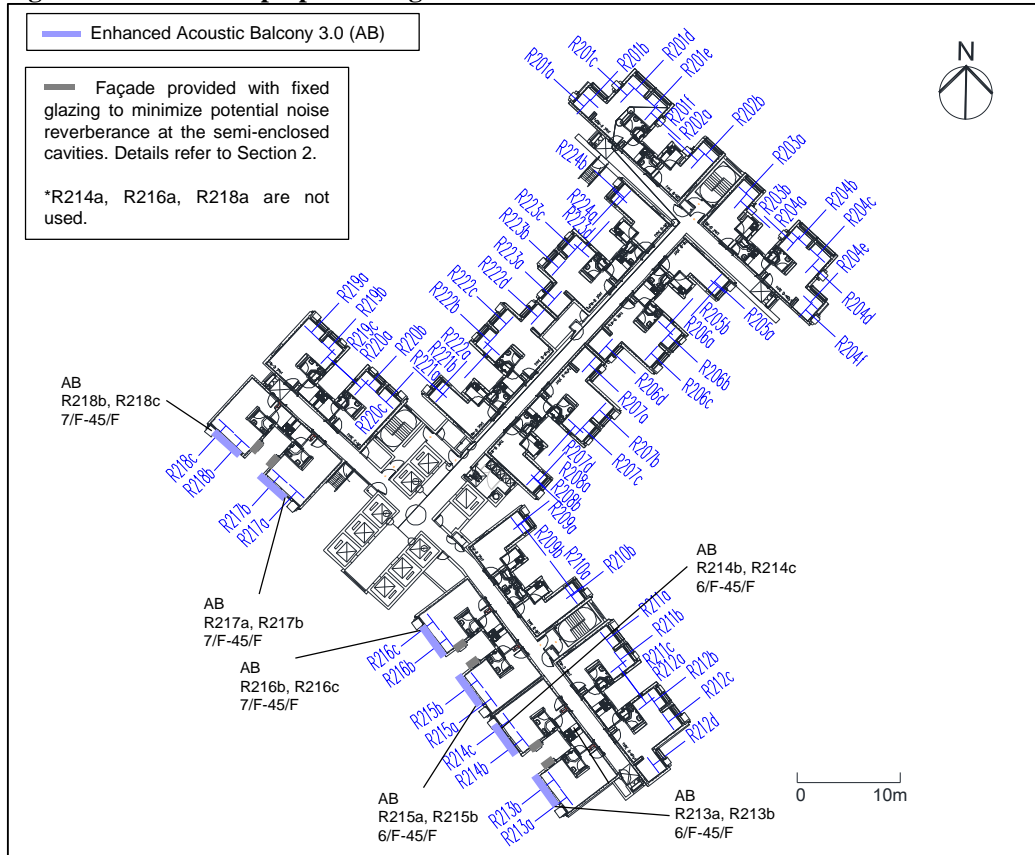 Enhanced Acoustic Balcony 3.0 (AB)
Façade provided with fixed
glazing to minimize potential noise
reverberance at the semi-enclosed
cavities. Details refer to Section 2.
*R214a, R216a, R218a are not
used.
N
R201a
R201c
R201b
R201d
R201e
R201f
R202a
R202b
R203a
R203b
R204a
R204b
R204c
R204e
R204d
R204f
R224b
R224a
R223d
R223c
R223b
R223a
R222d
R222c
R222b
R222a
R221b
R221a
R205a
R205b
R206a
R206b
R206c
R206d
R207a
R207b
R207c
R207d
R208a
R208b
R209a
R209b
R210a
R210b
R219a
R219b
R219c
R220a
R220b
R220c
AB
R218b, R218c
7/F-45/F
R218c
R218b
R217b
R217a
AB
R217a, R217b
7/F-45/F
AB
R216b, R216c
7/F-45/F
R216c
R216b
AB
R214b, R214c
6/F-45/F
R211a
R211b
R211c
R212a
R212b
R212c
R212d
R215b
R215a
R214c
R214b
R213b
R213a
AB
R215a, R215b
6/F-45/F
AB
R213a, R213b
6/F-45/F
0 10m